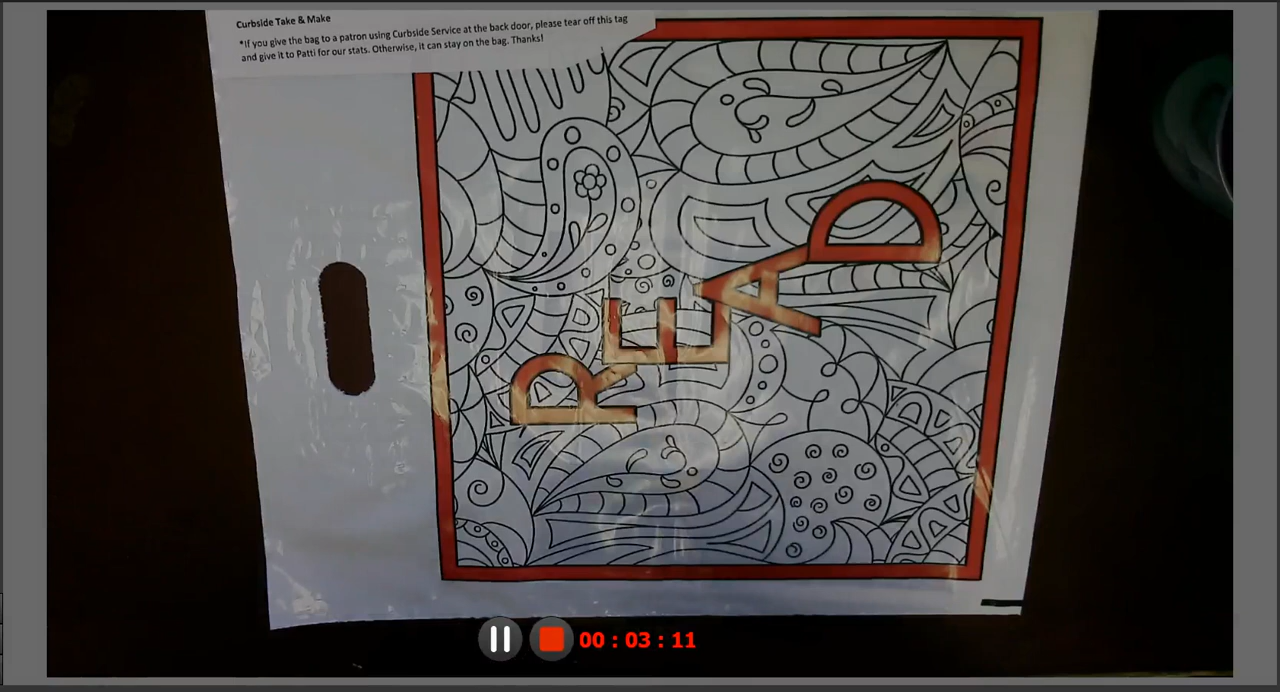 Curbside Take & Make
*If you give the bag to a patron using Curbside Service at the back door, please tear off this tag
and give it to Patti for our stats. Otherwise, it can stay on the bag. Thanks!
READ
00 : 03 : 11